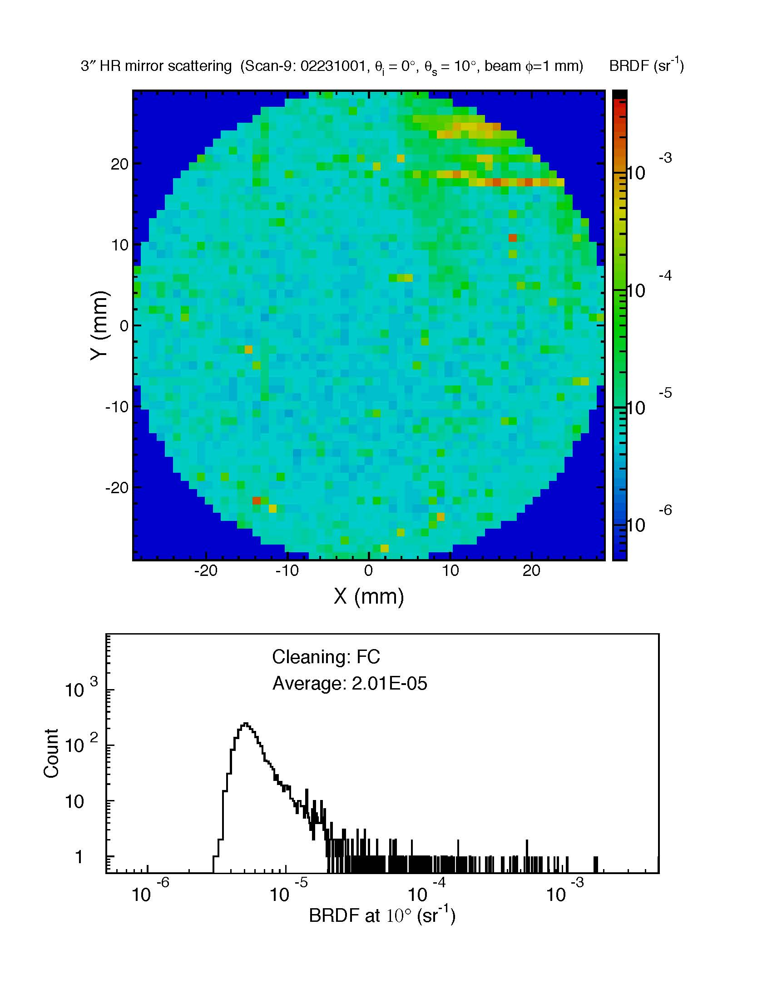 3″ HR mirror scattering (Scan-9: 02231001, θi = 0°, θs = 10°, beam ϕ=1 mm) BRDF (sr-1)
20
10
0
-10
-20
Y (mm)
-20 -10 0 10 20
X (mm)
10 -3
10 -4
10 -5
10 -6
Cleaning: FC
Average: 2.01E-05
10 3
10 2
10
1
Count
10 -6 10 -5 10 -4 10 -3
BRDF at 10° (sr-1)